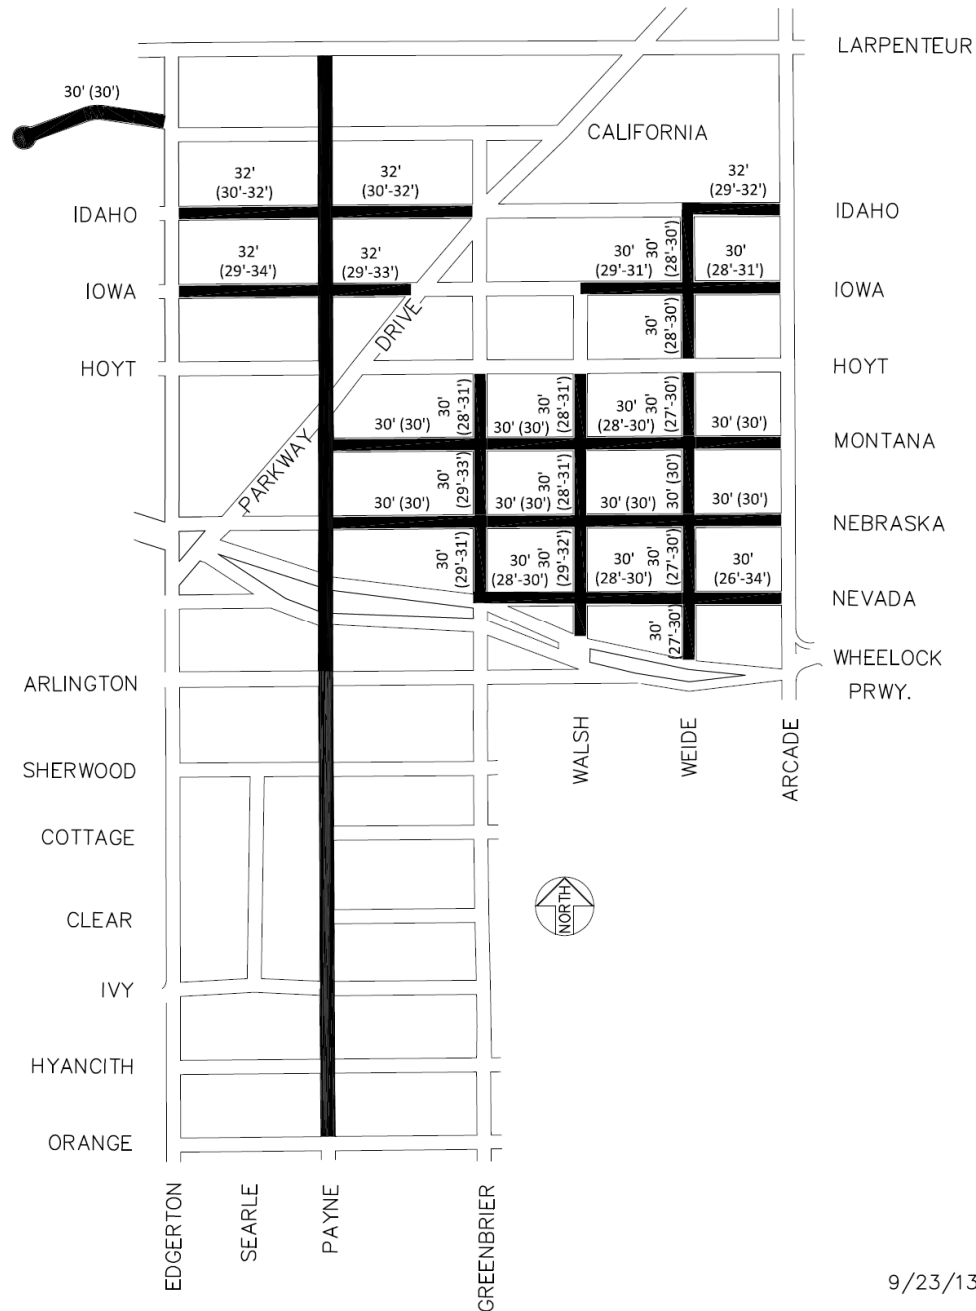 LARPENTEUR
30' (30')
CALIFORNIA
32'
(30'-32')
32'
(30'-32')
32'
(29'-32')
IDAHO
IDAHO
32'
(29'-34')
32'
(29'-33')
30'
(29'-31')
30'
(28'-30')
30'
(28'-31')
IOWA
IOWA
PARKWAY DRIVE
30'
(28'-30')
HOYT
HOYT
30' (30')
30'
(28'-31')
30' (30')
30'
(28'-31')
30'
(28'-30')
30'
(27'-30')
30' (30')
MONTANA
30' (30')
30'
(29'-33')
30' (30')
30'
(28'-31')
30' (30')
30' (30')
30' (30')
NEBRASKA
30'
(29'-31')
30'
(28'-30')
30'
(29'-32')
30'
(28'-30')
30'
(27'-30')
30'
(26'-34')
NEVADA
30'
(27'-30')
WHEELOCK
PRWY.
ARLINGTON
WALSH
WEIDE
ARCADE
SHERWOOD
COTTAGE
CLEAR
NORTH
IVY
HYANCITH
ORANGE
EDGERTON
SEARLE
PAYNE
GREENBRIER
9/23/13